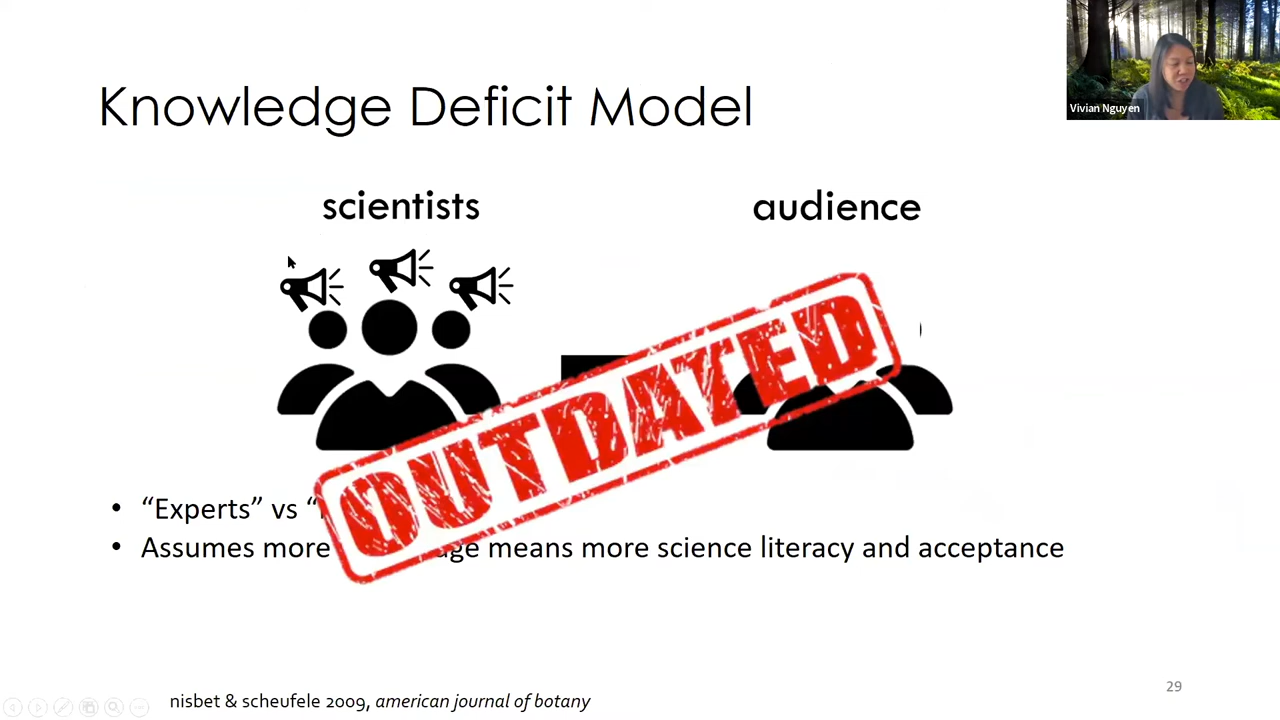 Vivian Nguyen
Knowledge Deficit Model
scientists
audience
OUTDATED
• “Experts” vs “
• Assumes more means more science literacy and acceptance
29
nisbet & scheufele 2009, american journal of botany